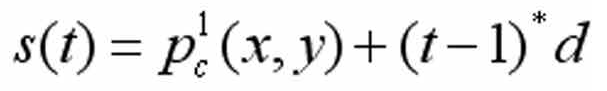 s(t) = p_c^1(x, y) + (t − 1)^* d